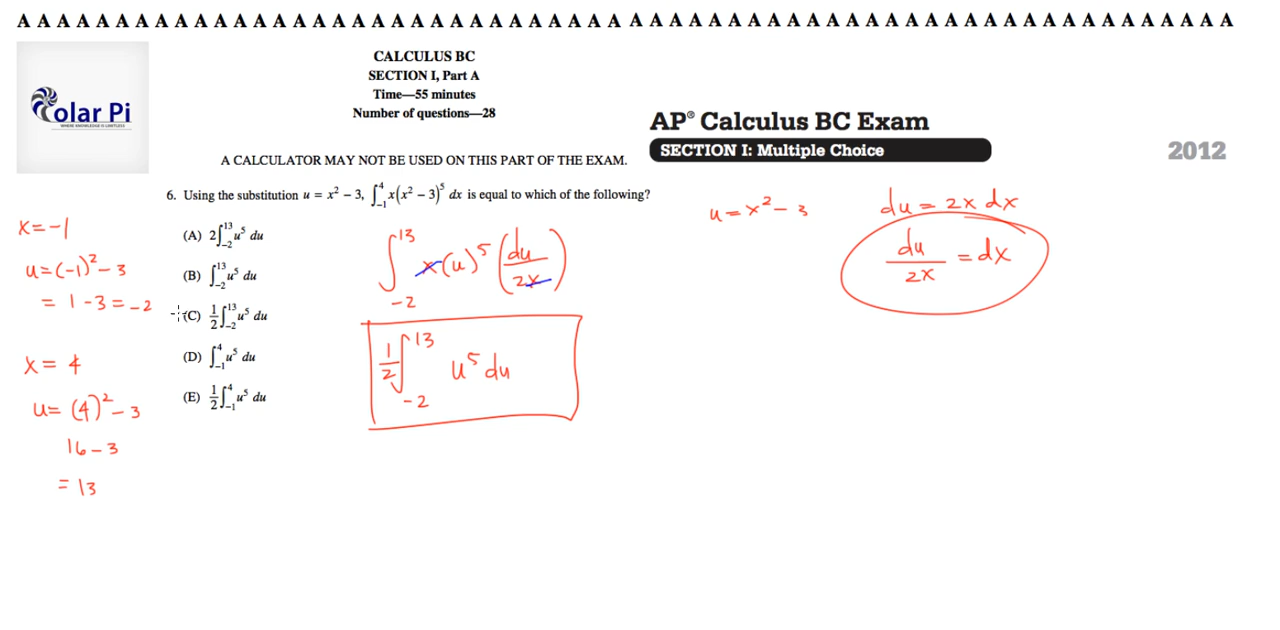 A A A A A A A A A A A A A A A A A A A A A A A A A A A A A A A A A A A A A A A A A A A A A A A A A A A A A A A A A A A A A A A
olar Pi
WHERE KNOWLEDGE IS LIMITLESS
CALCULUS BC
SECTION I, Part A
Time—55 minutes
Number of questions—28
A CALCULATOR MAY NOT BE USED ON THIS PART OF THE EXAM.
AP® Calculus BC Exam
SECTION I: Multiple Choice
2012
6. Using the substitution u = x² − 3, ∫₋₁⁴ x(x² − 3)⁵ dx is equal to which of the following?
(A) 2∫₋₂¹³ u⁵ du
(B) ∫₋₂¹³ u⁵ du
(C) ½∫₋₂¹³ u⁵ du
(D) ∫₋₁⁴ u⁵ du
(E) ½∫₋₁⁴ u⁵ du
x = -1
u = (-1)² - 3
= 1 - 3 = -2
x = 4
u = (4)² - 3
16 - 3
= 13
∫₋₂¹³ x(u)⁵ (du/2x)
½∫₋₂¹³ u⁵ du
u = x² - 3
du = 2x dx
du/2x = dx